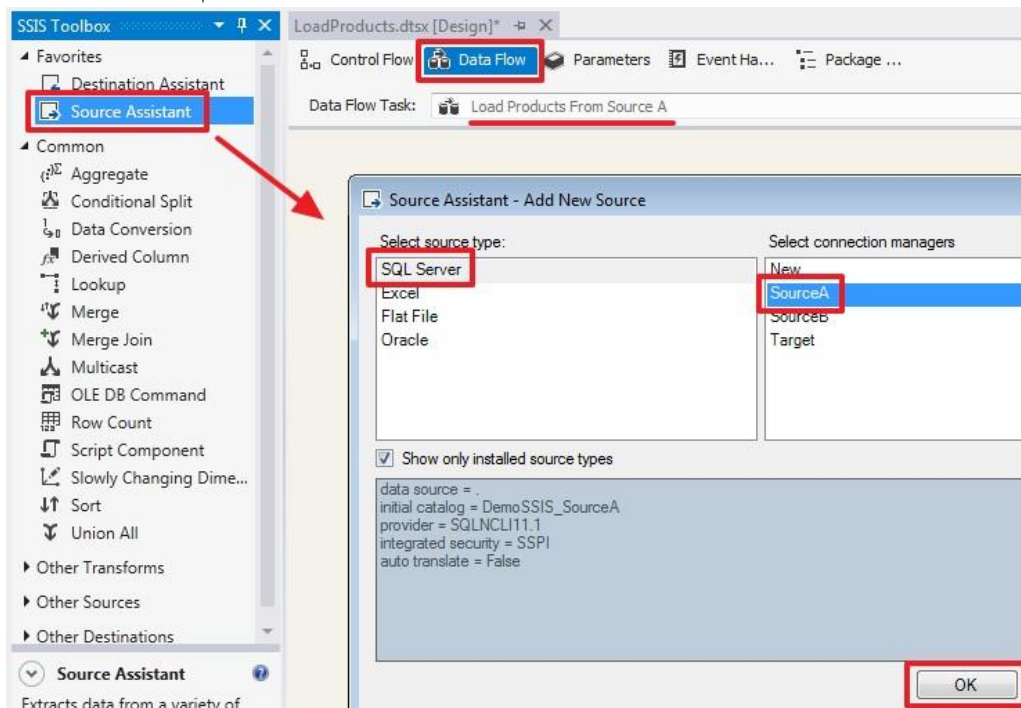 SSIS Toolbox
Favorites
Destination Assistant
Source Assistant
Common
Aggregate
Conditional Split
Data Conversion
Derived Column
Lookup
Merge
Merge Join
Multicast
OLE DB Command
Row Count
Script Component
Slowly Changing Dime...
Sort
Union All
Other Transforms
Other Sources
Other Destinations
Source Assistant
Extracts data from a variety of
LoadProducts.dtsx [Design]*
Control Flow Data Flow Parameters Event Ha... Package ...
Data Flow Task: Load Products From Source A
Source Assistant - Add New Source
Select source type:
SQL Server
Excel
Flat File
Oracle
Select connection managers
New
SourceA
SourceB
Target
Show only installed source types
data source = .
initial catalog = DemoSSIS_SourceA
provider = SQLNCLI11.1
integrated security = SSPI
auto translate = False
OK